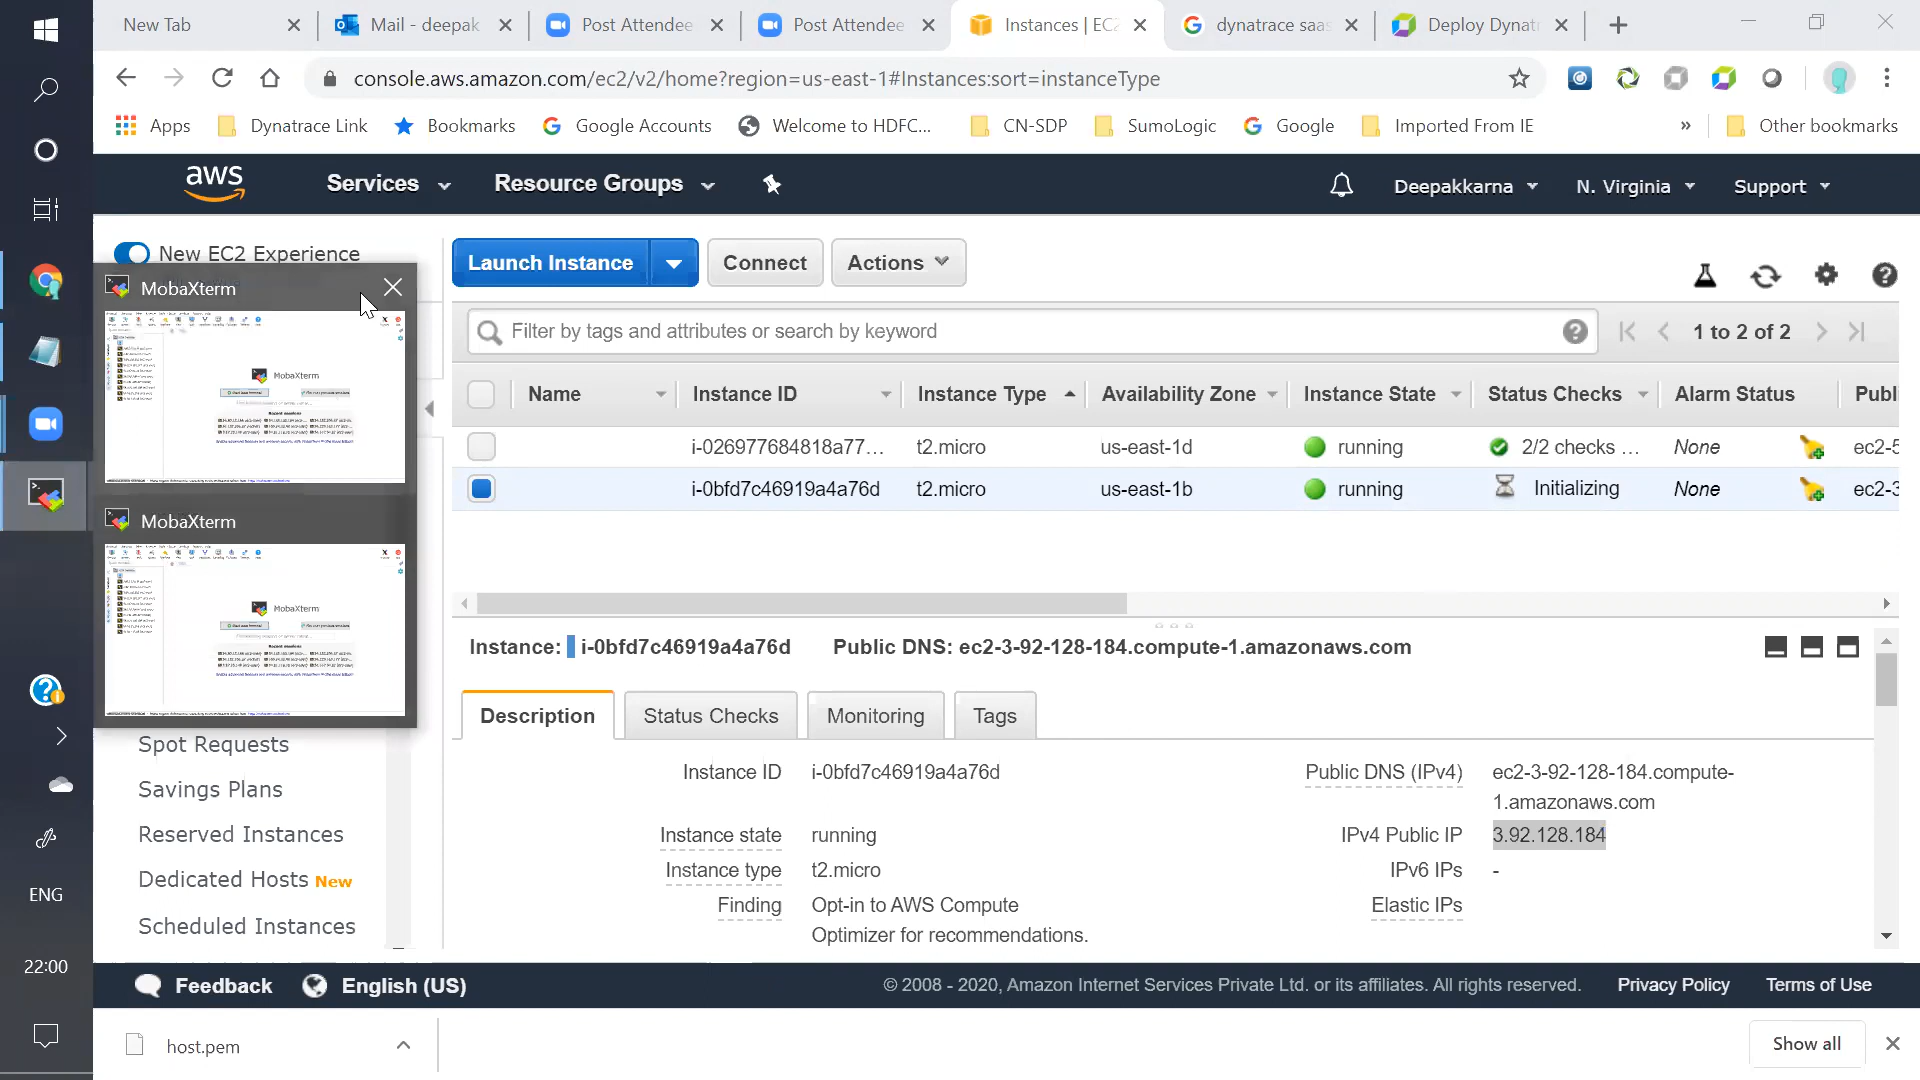 New Tab
Mail - deepak
Post Attendee
Post Attendee
Instances | EC
dynatrace saas
Deploy Dynat
console.aws.amazon.com/ec2/v2/home?region=us-east-1#Instances:sort=instanceType
Apps
Dynatrace Link
Bookmarks
Google Accounts
Welcome to HDFC...
CN-SDP
SumoLogic
Google
Imported From IE
»
Other bookmarks
aws
Services
Resource Groups
Deepakkarna
N. Virginia
Support
New EC2 Experience
Launch Instance
Connect
Actions
MobaXterm
MobaXterm
Filter by tags and attributes or search by keyword
1 to 2 of 2
Name
Instance ID
Instance Type
Availability Zone
Instance State
Status Checks
Alarm Status
Publ
i-026977684818a77...
t2.micro
us-east-1d
running
2/2 checks ...
None
ec2-5
i-0bfd7c46919a4a76d
t2.micro
us-east-1b
running
Initializing
None
ec2-3
MobaXterm
MobaXterm
Instance: i-0bfd7c46919a4a76d
Public DNS: ec2-3-92-128-184.compute-1.amazonaws.com
Description
Status Checks
Monitoring
Tags
Instance ID
i-0bfd7c46919a4a76d
Public DNS (IPv4)
ec2-3-92-128-184.compute-
1.amazonaws.com
Instance state
running
IPv4 Public IP
3.92.128.184
Instance type
t2.micro
IPv6 IPs
-
Finding
Opt-in to AWS Compute
Optimizer for recommendations.
Elastic IPs
Spot Requests
Savings Plans
Reserved Instances
Dedicated Hosts New
Scheduled Instances
ENG
22:00
Feedback
English (US)
© 2008 - 2020, Amazon Internet Services Private Ltd. or its affiliates. All rights reserved.
Privacy Policy
Terms of Use
host.pem
Show all